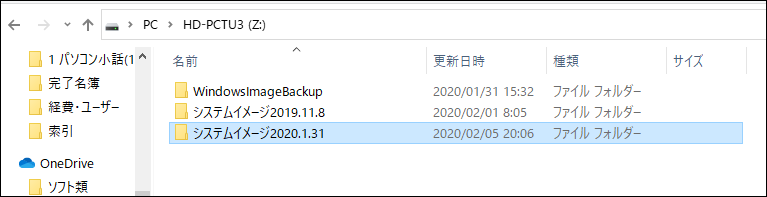 PC > HD-PCTU3 (Z:)
1 パソコン小話(1
完了名簿
経費・ユーザー
索引
OneDrive
ソフト類
名前 更新日時 種類 サイズ
WindowsImageBackup 2020/01/31 15:32 ファイル フォルダー
システムイメージ2019.11.8 2020/02/01 8:05 ファイル フォルダー
システムイメージ2020.1.31 2020/02/05 20:06 ファイル フォルダー